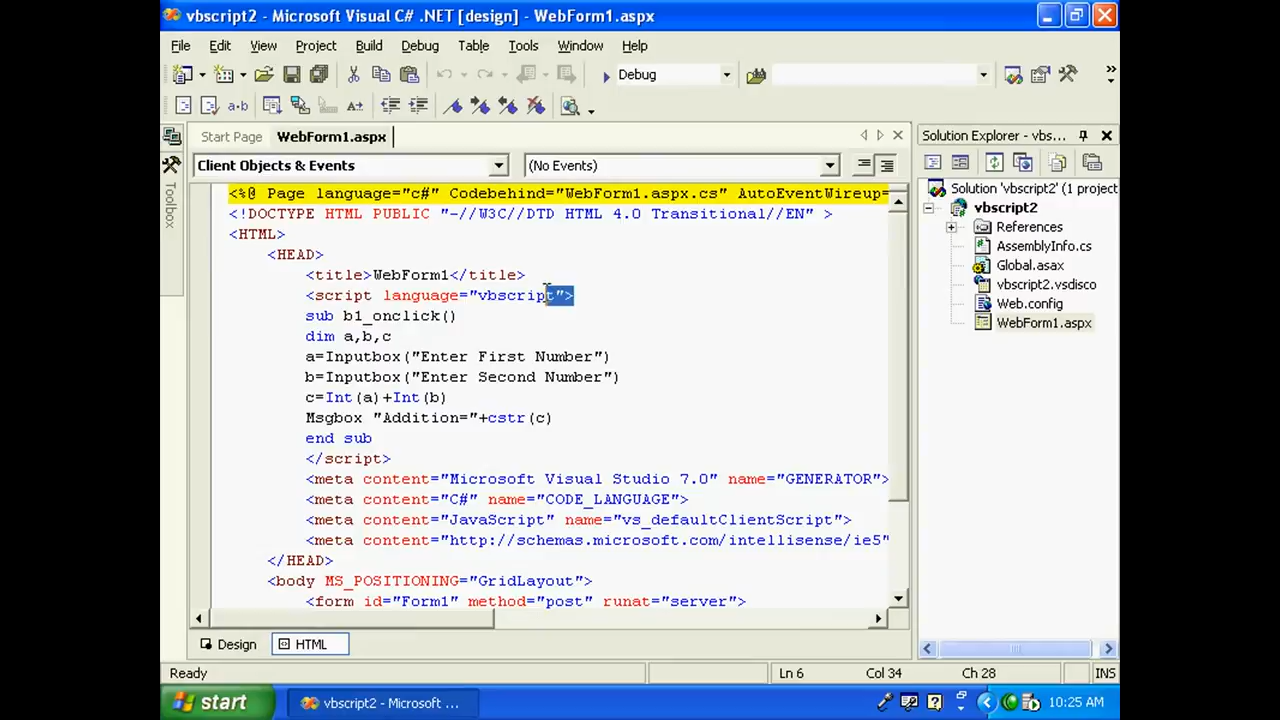 vbscript2 - Microsoft Visual C# .NET [design] - WebForm1.aspx
File Edit View Project Build Debug Table Tools Window Help
Debug
Start Page WebForm1.aspx
Solution Explorer - vbs...
Client Objects & Events (No Events)
<%@ Page language="c#" Codebehind="WebForm1.aspx.cs" AutoEventWireup=
<!DOCTYPE HTML PUBLIC "-//W3C//DTD HTML 4.0 Transitional//EN" >
<HTML>
<HEAD>
<title>WebForm1</title>
<script language="vbscript">
sub b1_onclick()
dim a,b,c
a=Inputbox("Enter First Number")
b=Inputbox("Enter Second Number")
c=Int(a)+Int(b)
Msgbox "Addition="+cstr(c)
end sub
</script>
<meta content="Microsoft Visual Studio 7.0" name="GENERATOR">
<meta content="C#" name="CODE_LANGUAGE">
<meta content="JavaScript" name="vs_defaultClientScript">
<meta content="http://schemas.microsoft.com/intellisense/ie5"
</HEAD>
<body MS_POSITIONING="GridLayout">
<form id="Form1" method="post" runat="server">
Toolbox
Solution 'vbscript2' (1 project
vbscript2
References
AssemblyInfo.cs
Global.asax
vbscript2.vsdisco
Web.config
WebForm1.aspx
Design HTML
Ready Ln 6 Col 34 Ch 28 INS
start vbscript2 - Microsoft ... 10:25 AM